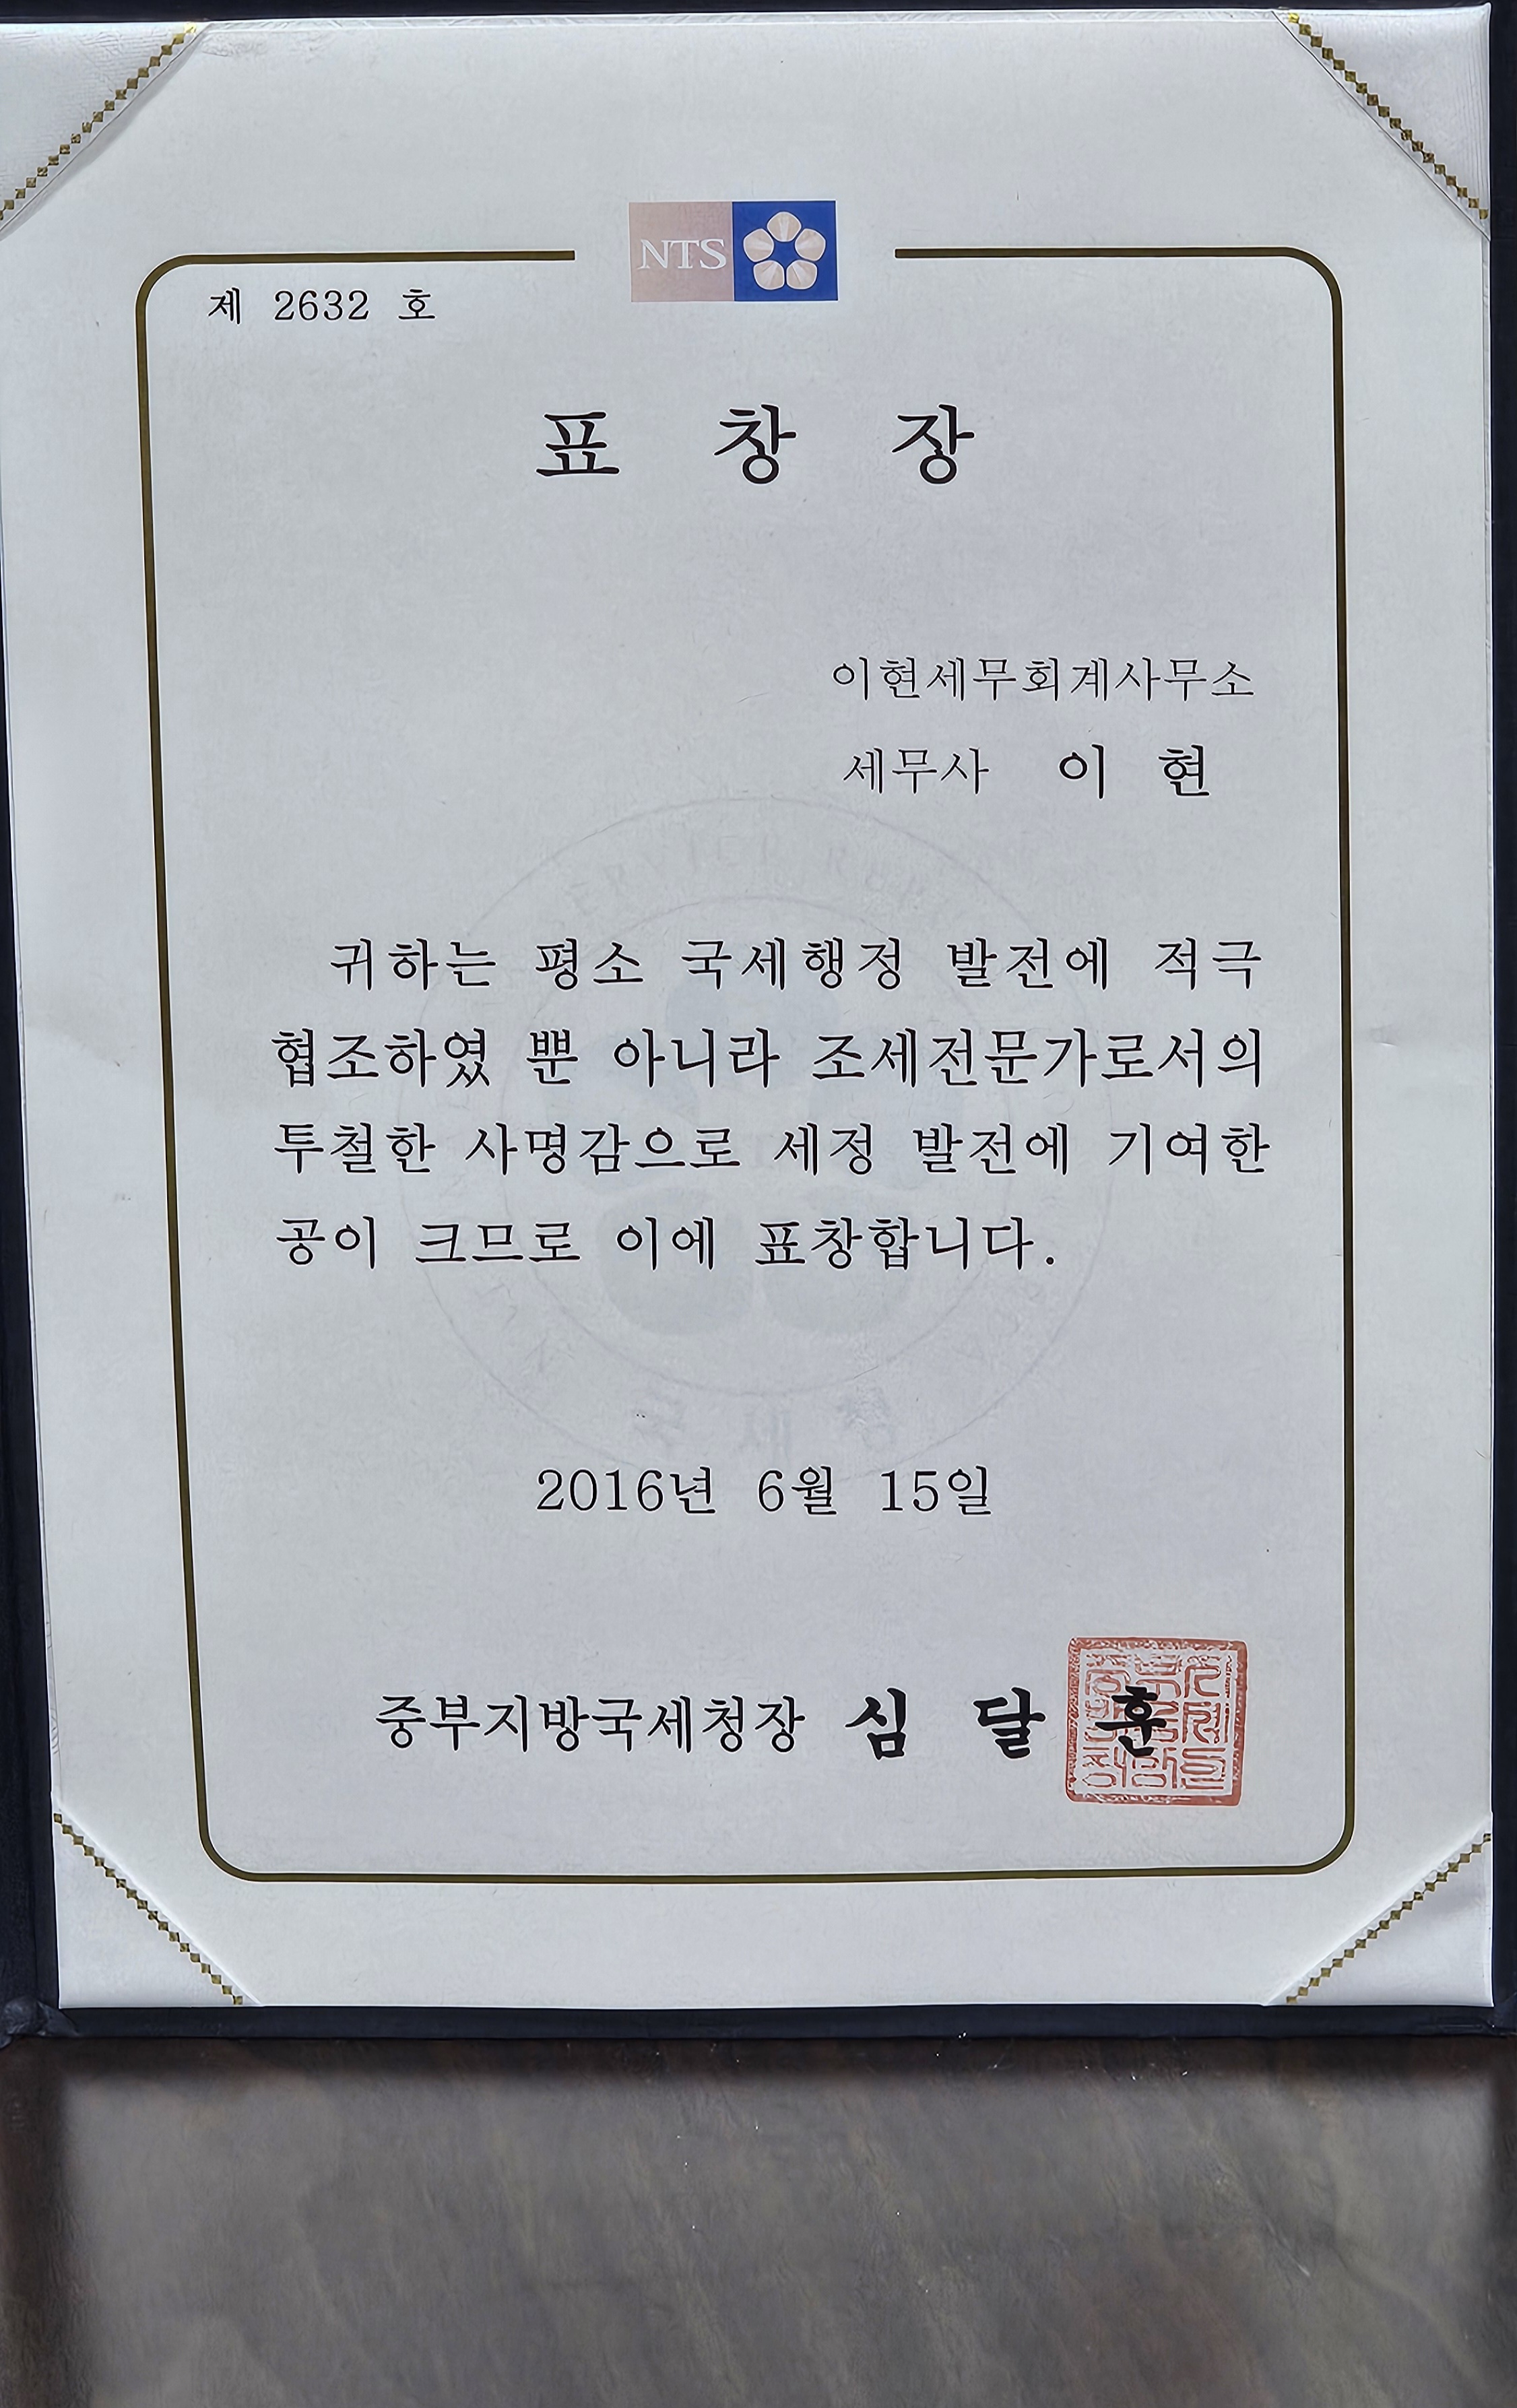 NTS
제 2632 호
표 창 장
이현세무회계사무소
세무사 이 현
귀하는 평소 국세행정 발전에 적극
협조하였 뿐 아니라 조세전문가로서의
투철한 사명감으로 세정 발전에 기여한
공이 크므로 이에 표창합니다.
2016년 6월 15일
중부지방국세청장 심 달 훈